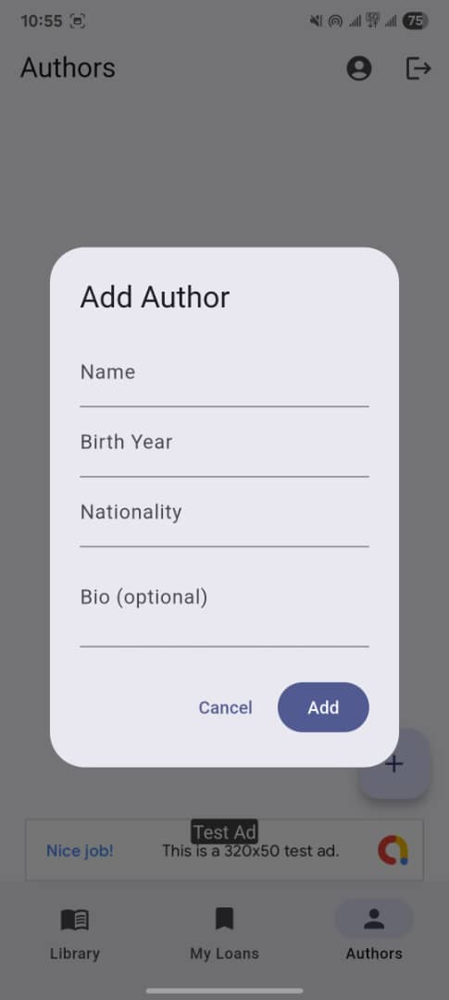 10:55
5G
75
Authors
Add Author
Name
Birth Year
Nationality
Bio (optional)
Cancel Add
+
Test Ad
Nice job! This is a 320x50 test ad.
Library My Loans Authors